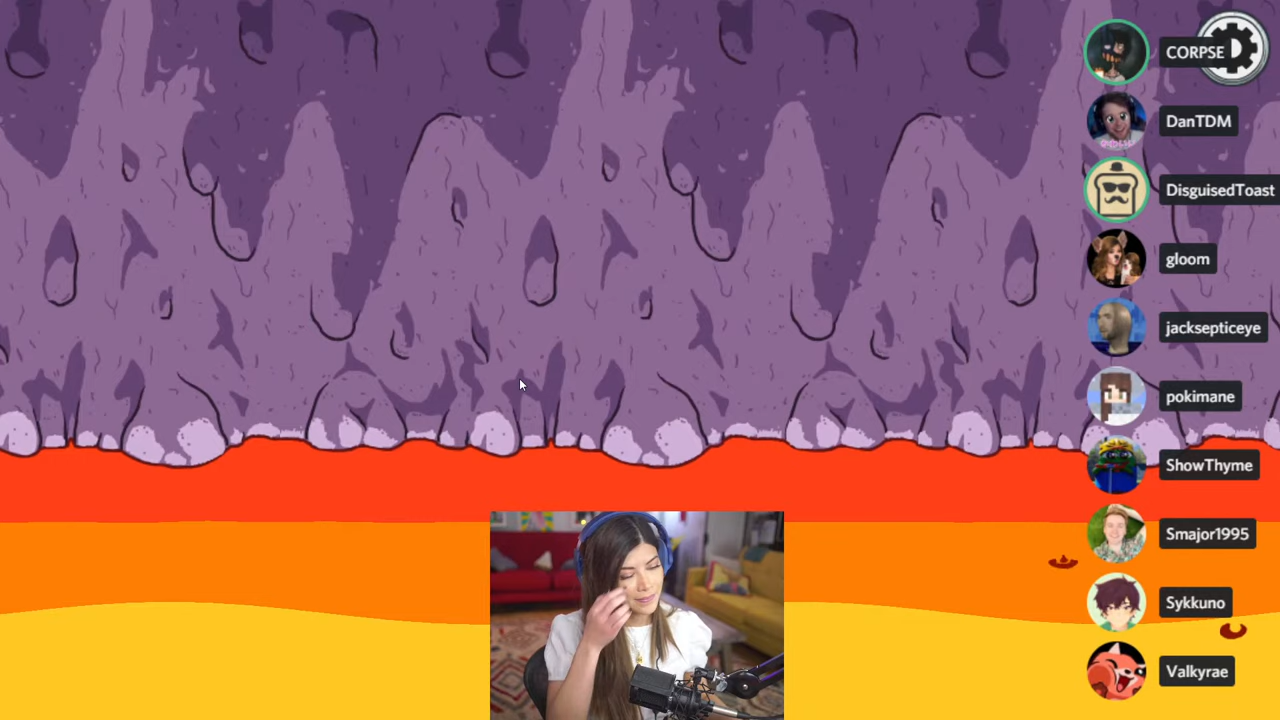 CORPSE
DanTDM
DisguisedToast
gloom
jacksepticeye
pokimane
ShowThyme
Smajor1995
Sykkuno
Valkyrae